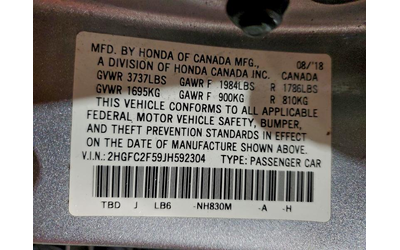 MFD. BY HONDA OF CANADA MFG., 08/'18
A DIVISION OF HONDA CANADA INC. CANADA
GVWR 3737LBS GAWR F 1984LBS R 1786LBS
GVWR 1695KG GAWR F 900KG R 810KG
THIS VEHICLE CONFORMS TO ALL APPLICABLE
FEDERAL MOTOR VEHICLE SAFETY, BUMPER,
AND THEFT PREVENTION STANDARDS IN EFFECT
ON THE DATE OF MANUFACTURE SHOWN ABOVE.
V.I.N.: 2HGFC2F59JH592304 TYPE: PASSENGER CAR
TBD J LB6 -NH830M -A -H